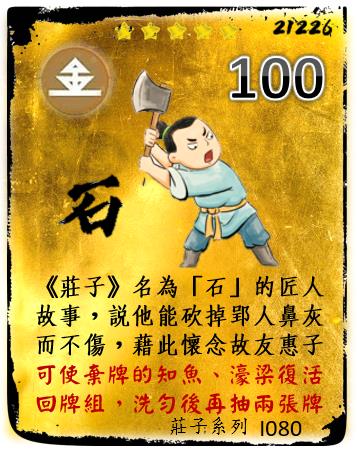 21226
金
100
石
《莊子》名為「石」的匠人
故事，説他能砍掉郢人鼻灰
而不傷，藉此懷念故友惠子
可使棄牌的知魚、濠梁復活
回牌組，洗勻後再抽兩張牌
莊子系列 I080